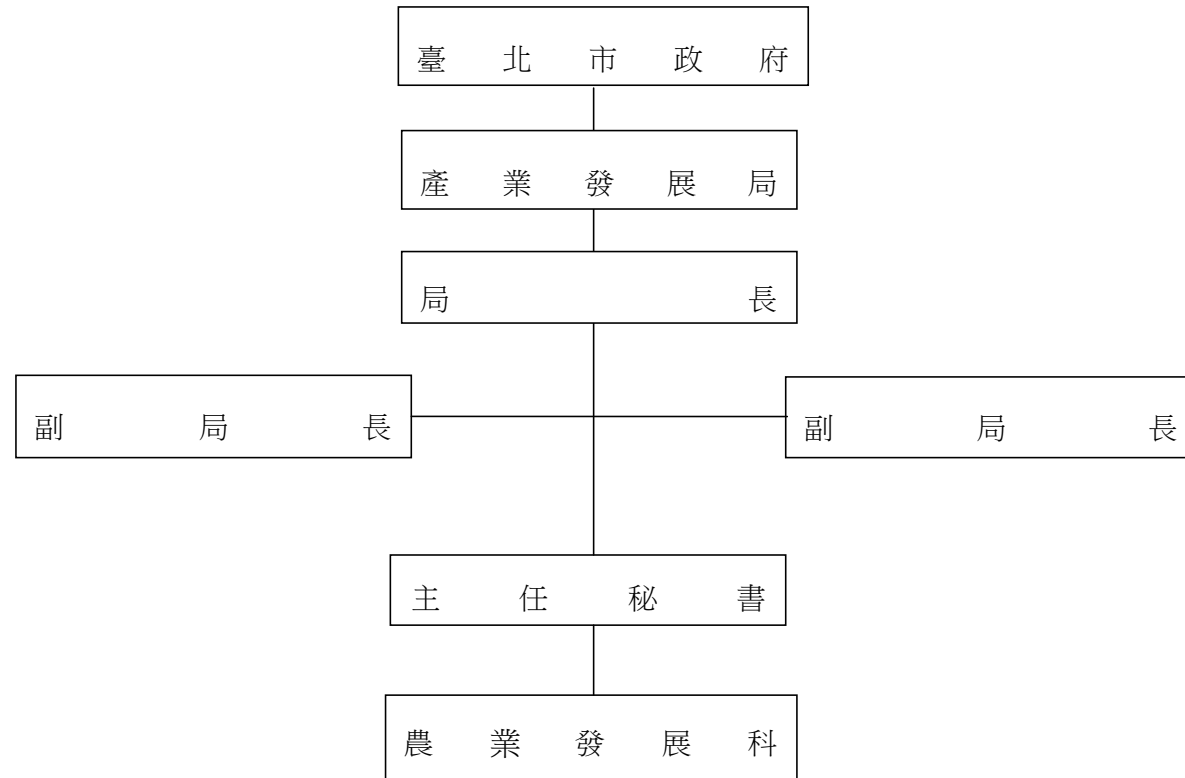 臺北市政府
產業發展局
局長
副局長
副局長
主任秘書
農業發展科